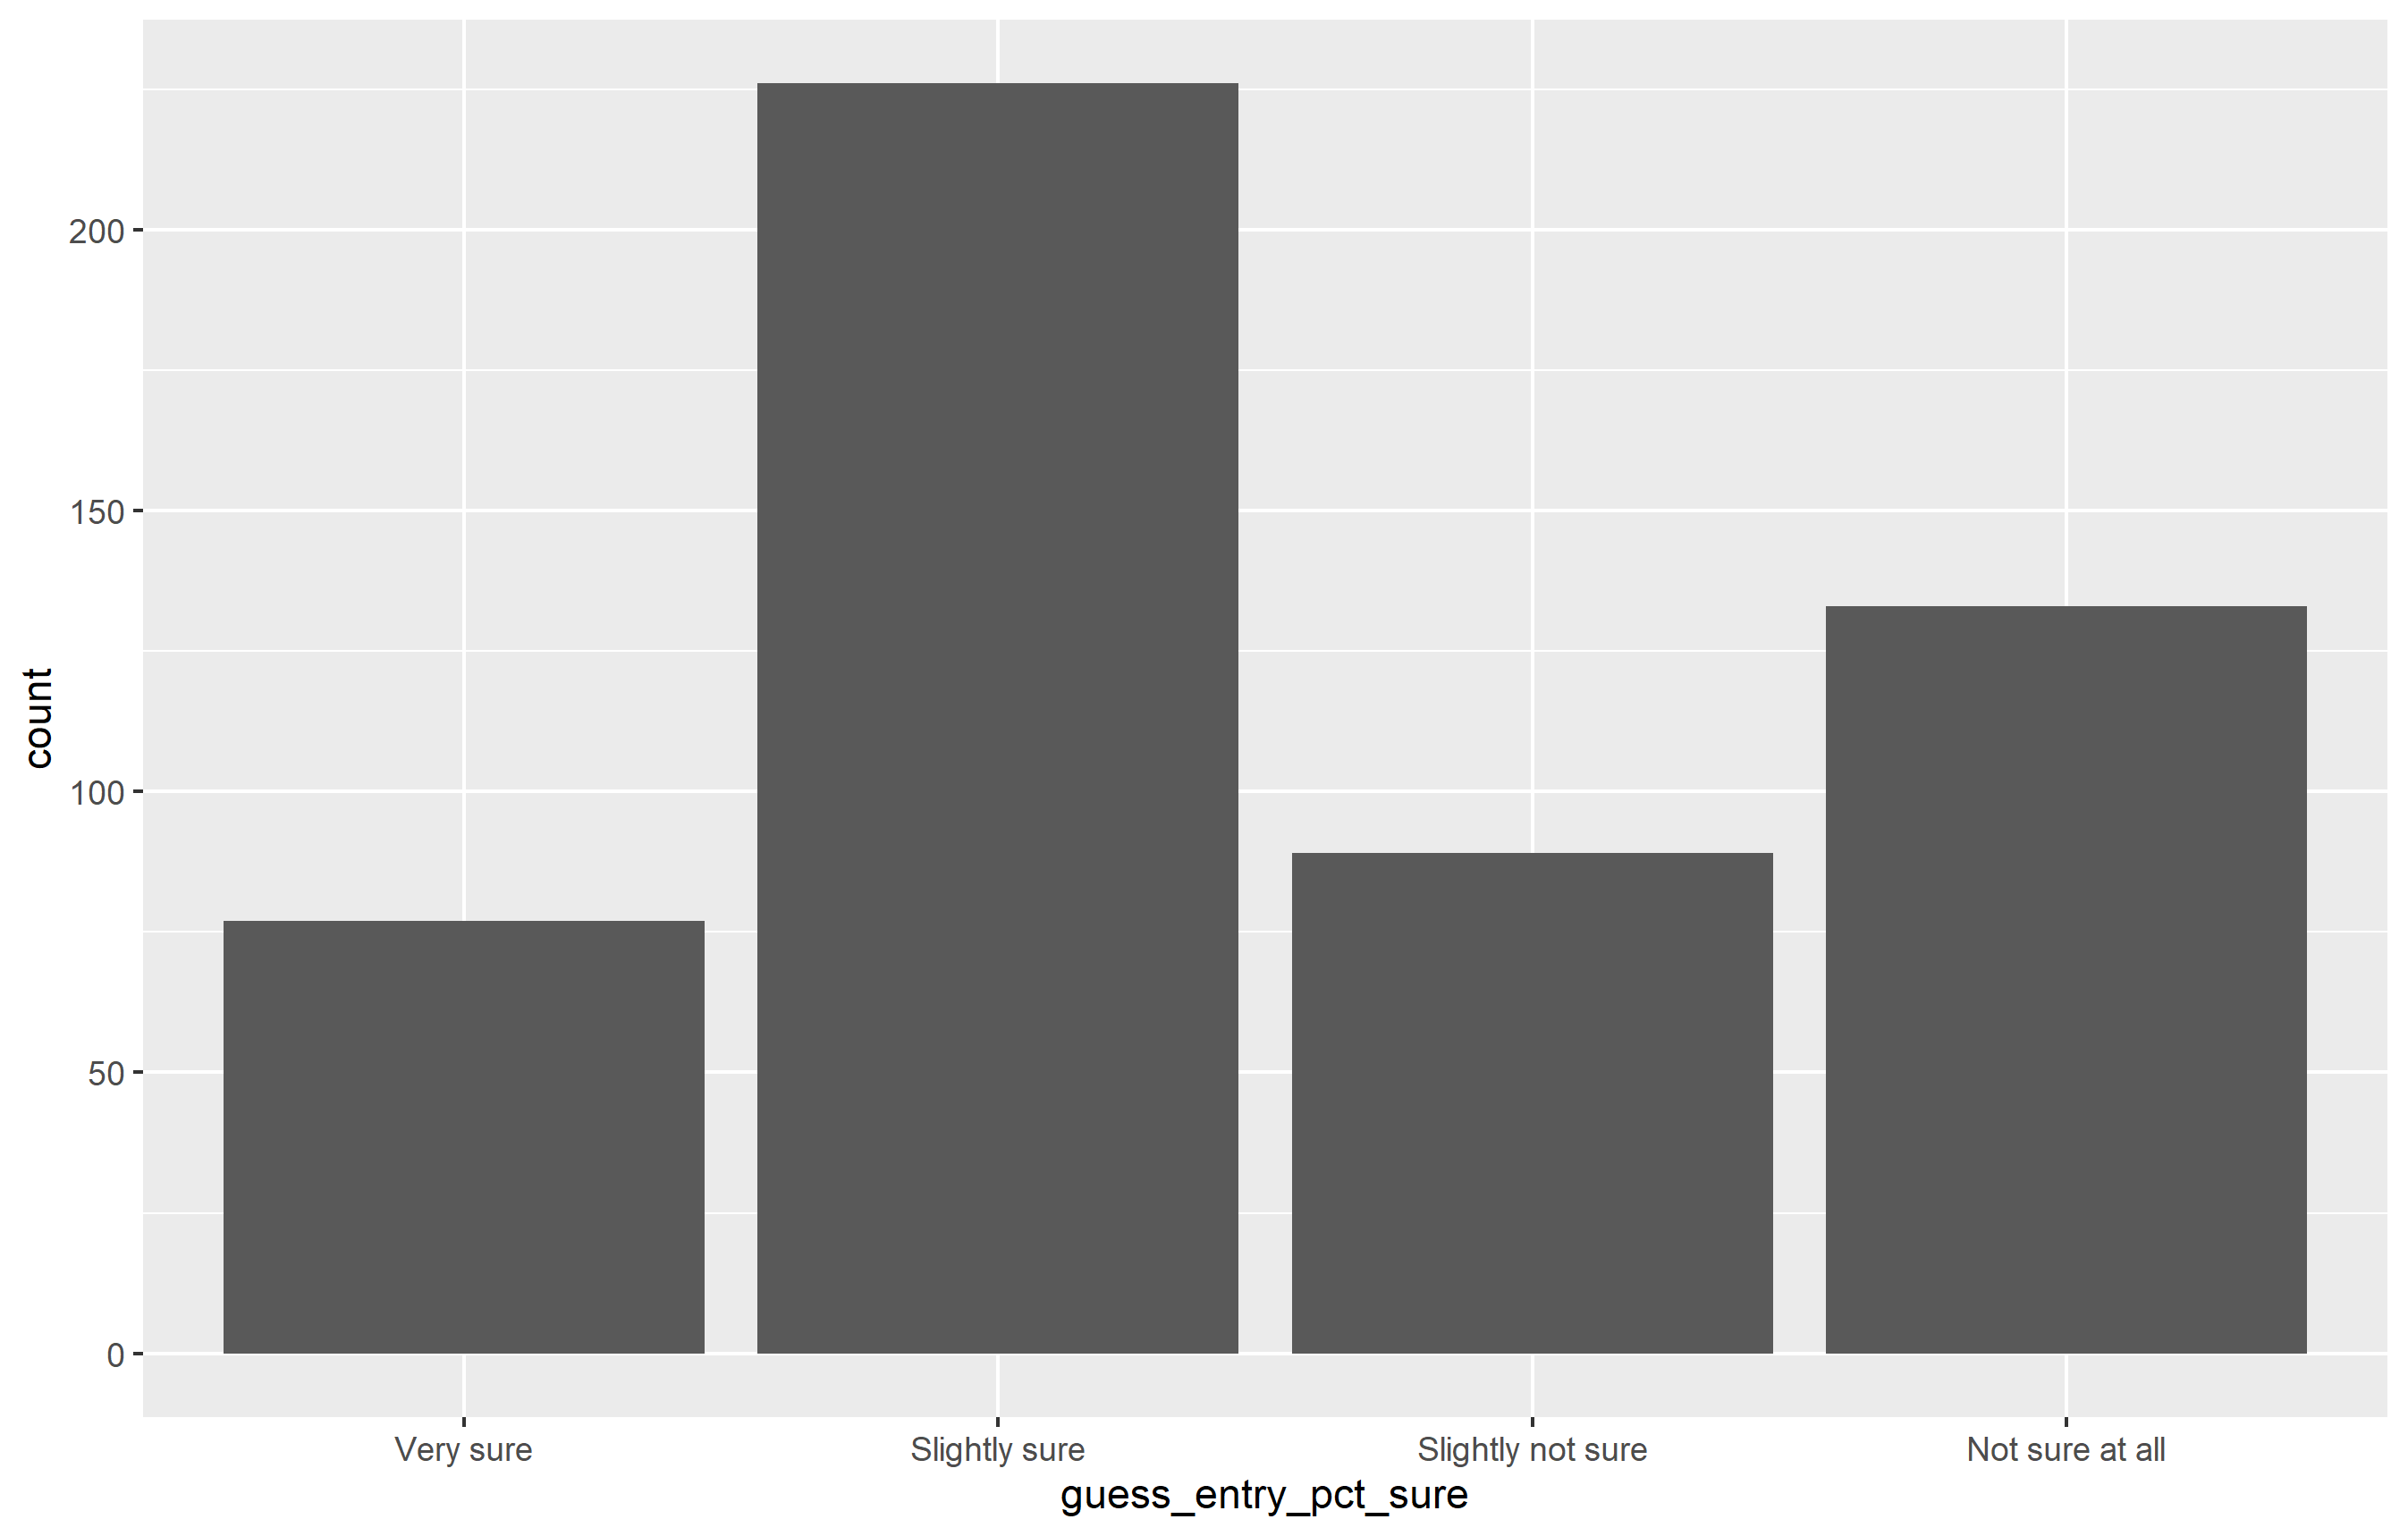 200
150
100
50
0
count
Very sure
Slightly sure
Slightly not sure
Not sure at all
guess_entry_pct_sure